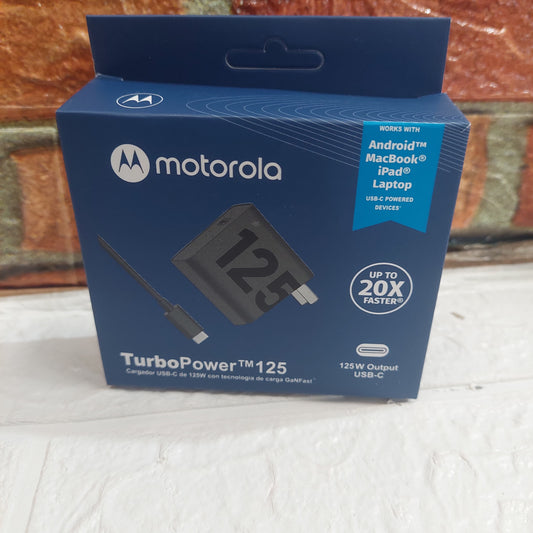 motorola
WORKS WITH
Android™
MacBook®
iPad®
Laptop
USB-C POWERED
DEVICES¹
125
UP TO
20X
FASTER®
TurboPower™125
Cargador USB-C de 125W con tecnología de carga GaNFast
125W Output
USB-C